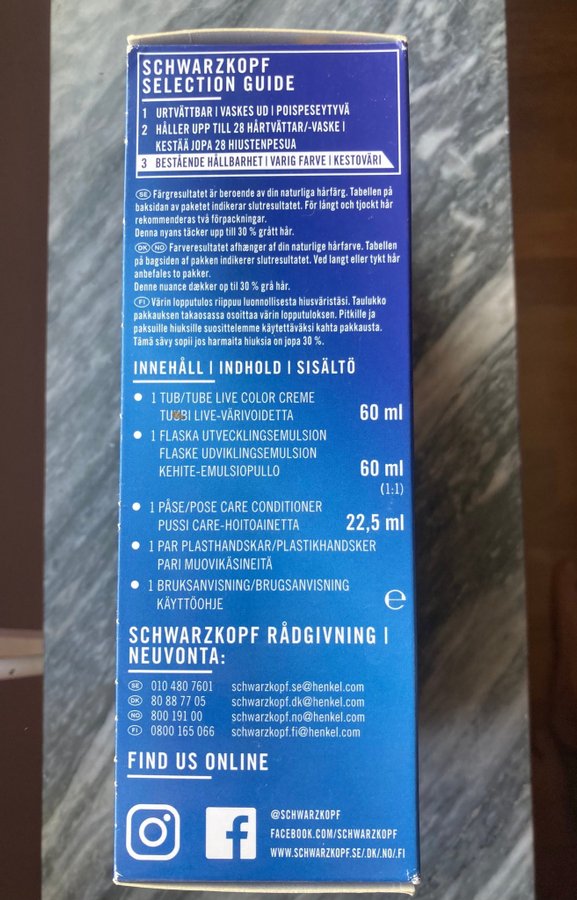 SCHWARZKOPF
SELECTION GUIDE
1 URTVÄTTBAR | VASKES UD | POISPESEYTYVÄ
2 HÅLLER UPP TILL 28 HÅRTVÄTTAR/-VASKE |
KESTÄÄ JOPA 28 HIUSTENPESUA
3 BESTÅENDE HÅLLBARHET | VARIG FARVE | KESTOVÄRI
SE Färgresultatet är beroende av din naturliga hårfärg. Tabellen på
baksidan av paketet indikerar slutresultatet. För långt och tjockt hår
rekommenderas två förpackningar.
Denna nyans täcker upp till 30 % grått hår.
DK NO Farveresultatet afhænger af din naturlige hårfarve. Tabellen
på bagsiden af pakken indikerer slutresultatet. Ved langt eller tykt hår
anbefales to pakker.
Denne nuance dækker op til 30 % grå hår.
FI Värin lopputulos riippuu luonnollisesta hiusväristäsi. Taulukko
pakkauksen takaosassa osoittaa värin lopputuloksen. Pitkille ja
paksuille hiuksille suosittelemme käytettäväksi kahta pakkausta.
Tämä sävy sopii jos harmaita hiuksia on jopa 30 %.
INNEHÅLL | INDHOLD | SISÄLTÖ
• 1 TUB/TUBE LIVE COLOR CREME
TUUBI LIVE-VÄRIVOIDETTA 60 ml
• 1 FLASKA UTVECKLINGSEMULSION
FLASKE UDVIKLINGSEMULSION
KEHITE-EMULSIOPULLO 60 ml
(1:1)
• 1 PÅSE/POSE CARE CONDITIONER
PUSSI CARE-HOITOAINETTA 22,5 ml
• 1 PAR PLASTHANDSKAR/PLASTIKHANDSKER
PARI MUOVIKÄSINEITÄ
• 1 BRUKSANVISNING/BRUGSANVISNING
KÄYTTÖOHJE ℮
SCHWARZKOPF RÅDGIVNING |
NEUVONTA:
SE 010 480 7601 schwarzkopf.se@henkel.com
DK 80 88 77 05 schwarzkopf.dk@henkel.com
NO 800 191 00 schwarzkopf.no@henkel.com
FI 0800 165 066 schwarzkopf.fi@henkel.com
FIND US ONLINE
@SCHWARZKOPF
FACEBOOK.COM/SCHWARZKOPF
WWW.SCHWARZKOPF.SE/.DK/.NO/.FI